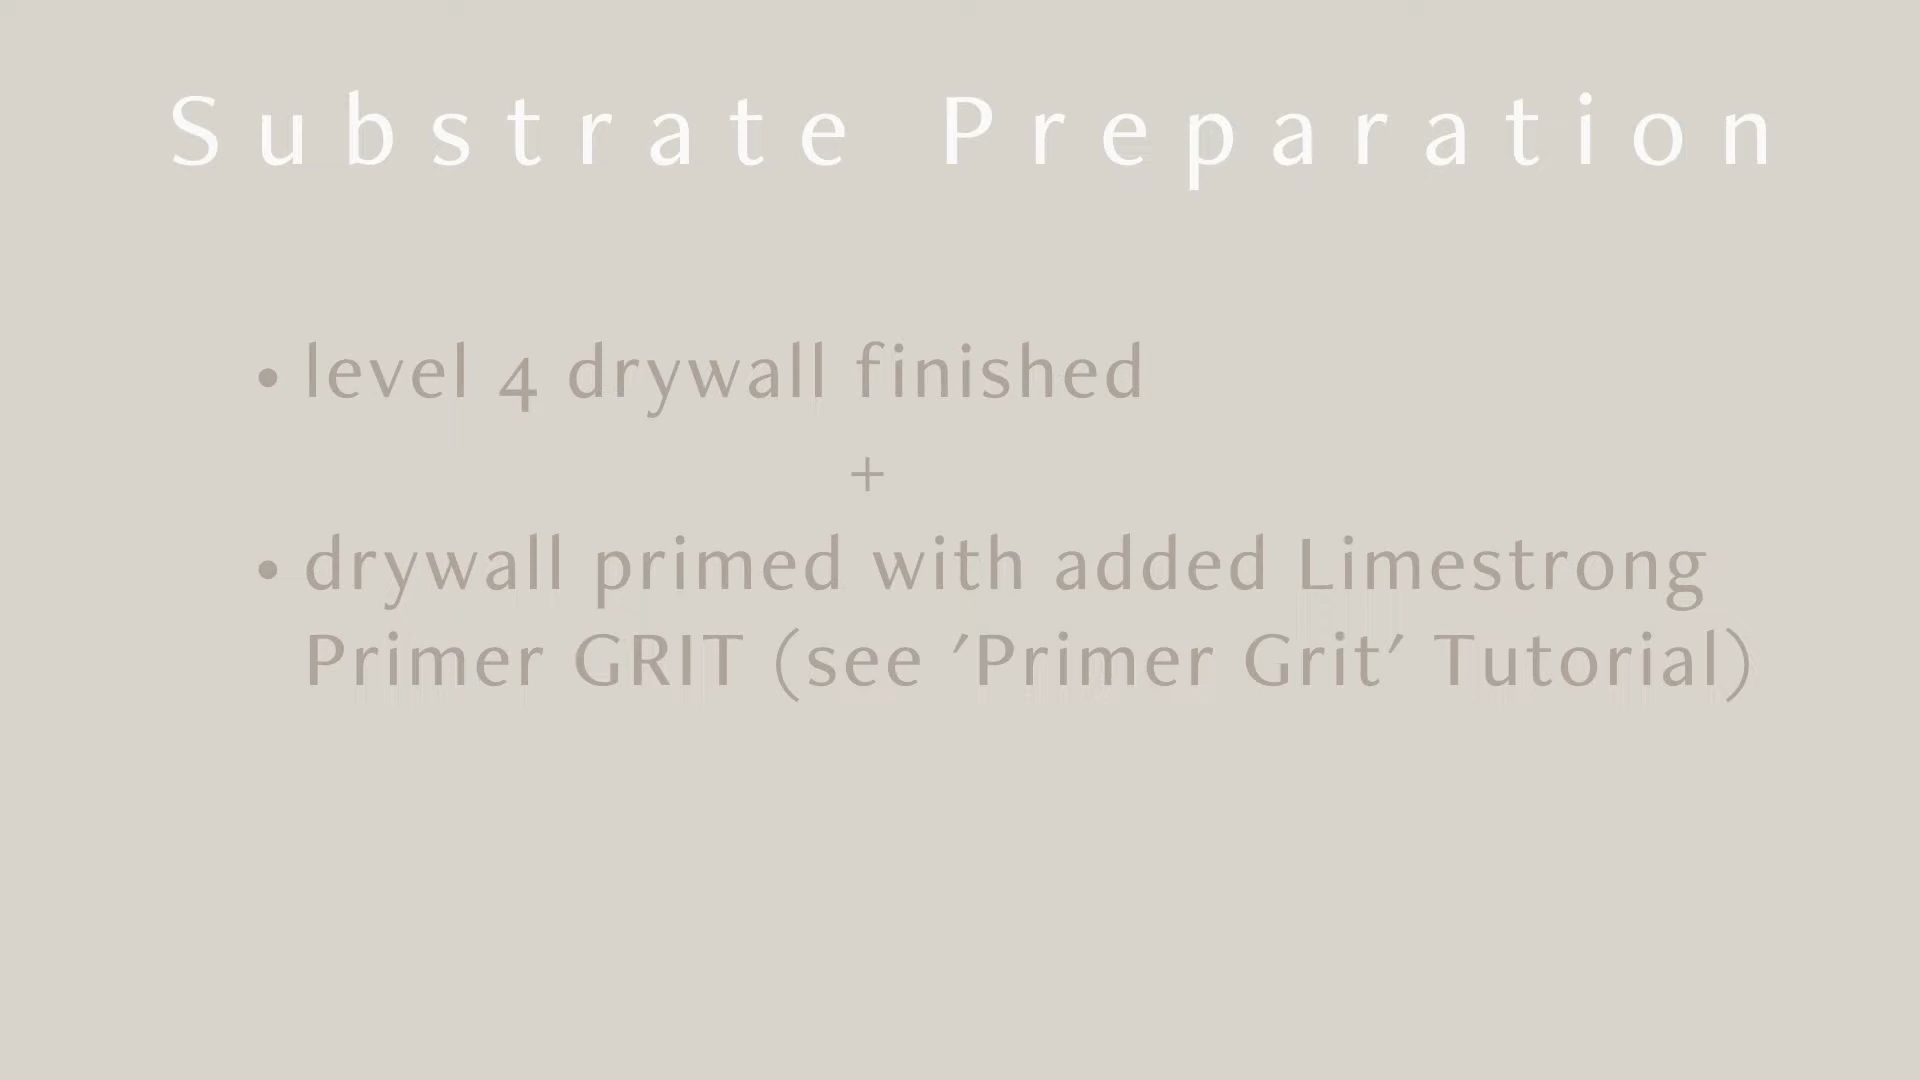 Substrate Preparation
• level 4 drywall finished
+
• drywall primed with added Limestrong
Primer GRIT (see 'Primer Grit' Tutorial)